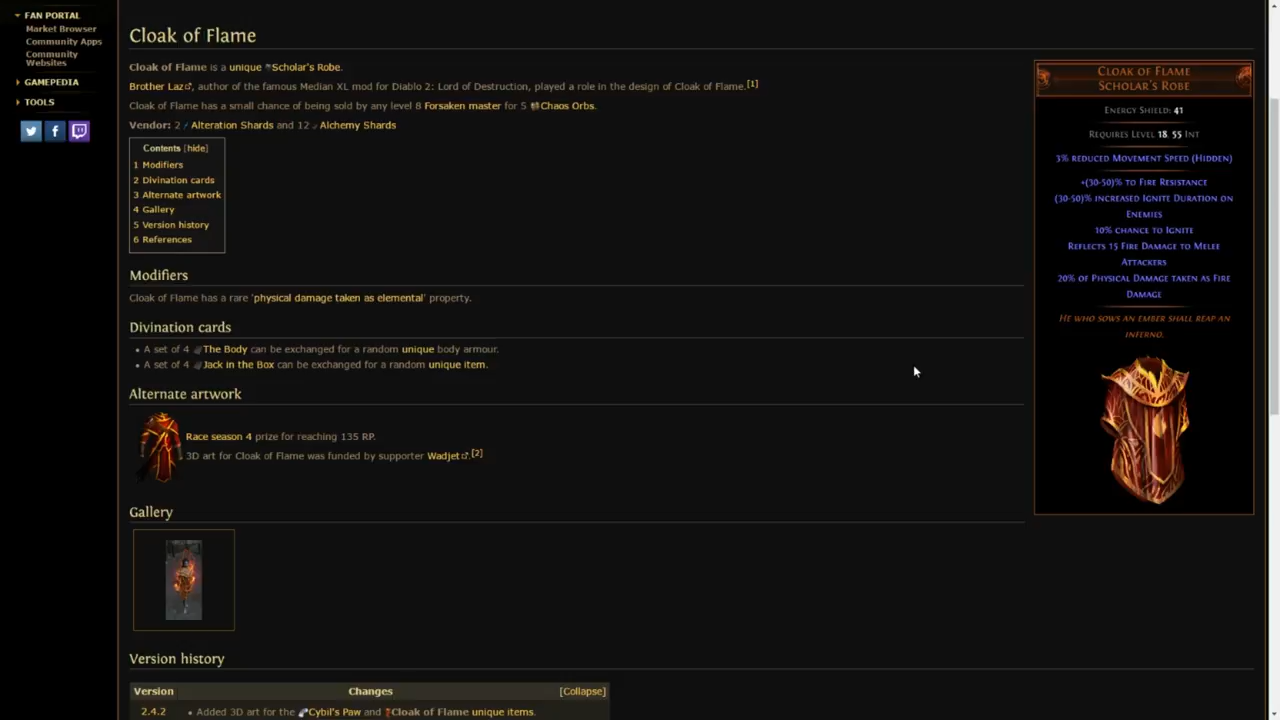 FAN PORTAL
Market Browser
Community Apps
Community
Websites
GAMEPEDIA
TOOLS
Cloak of Flame
Cloak of Flame is a unique Scholar's Robe.
Brother Laz, author of the famous Median XL mod for Diablo 2: Lord of Destruction, played a role in the design of Cloak of Flame.[1]
Cloak of Flame has a small chance of being sold by any level 8 Forsaken master for 5 Chaos Orbs.
Vendor: 2 Alteration Shards and 12 Alchemy Shards
Contents [hide]
1 Modifiers
2 Divination cards
3 Alternate artwork
4 Gallery
5 Version history
6 References
Modifiers
Cloak of Flame has a rare 'physical damage taken as elemental' property.
Divination cards
• A set of 4 The Body can be exchanged for a random unique body armour.
• A set of 4 Jack in the Box can be exchanged for a random unique item.
Alternate artwork
Race season 4 prize for reaching 135 RP.
3D art for Cloak of Flame was funded by supporter Wadjet.[2]
Gallery
Version history
Version Changes [Collapse]
2.4.2 • Added 3D art for the Cybil's Paw and Cloak of Flame unique items.
Cloak of Flame
Scholar's Robe
Energy Shield: 41
Requires Level 18, 55 Int
3% reduced Movement Speed (Hidden)
+(30-50)% to Fire Resistance
(30-50)% increased Ignite Duration on
Enemies
10% chance to Ignite
Reflects 15 Fire Damage to Melee
Attackers
20% of Physical Damage taken as Fire
Damage
He who sows an ember shall reap an
inferno.